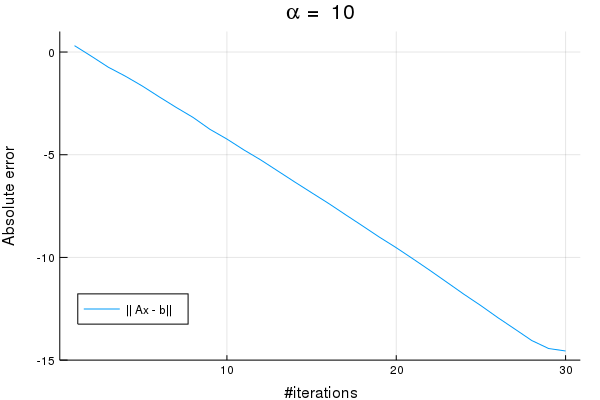 α = 10
Absolute error
0
-5
-10
-15
|| Ax - b||
10
20
30
#iterations